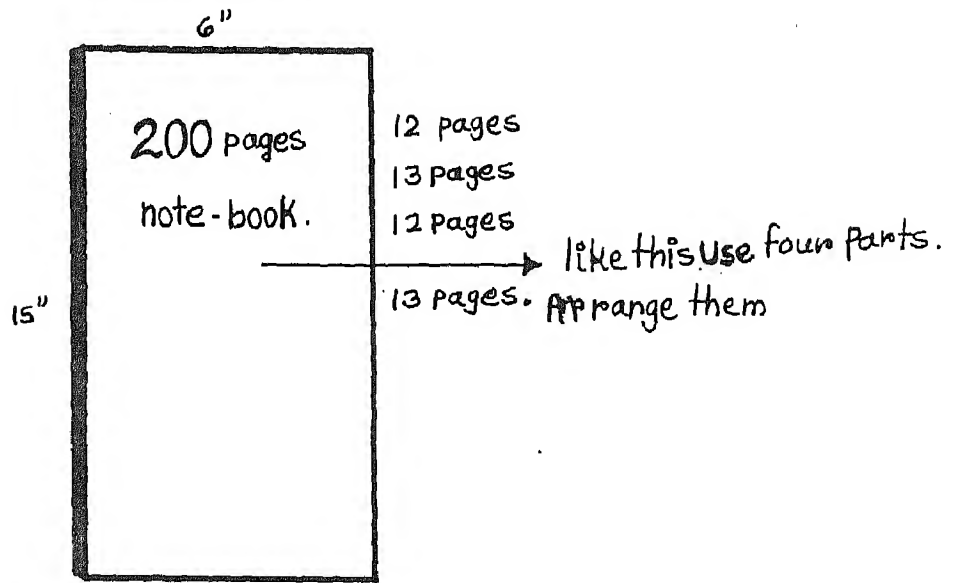 6"
200 pages
note-book.
12 pages
13 pages
12 pages
13 pages.
like this use four parts.
Arrange them
15"